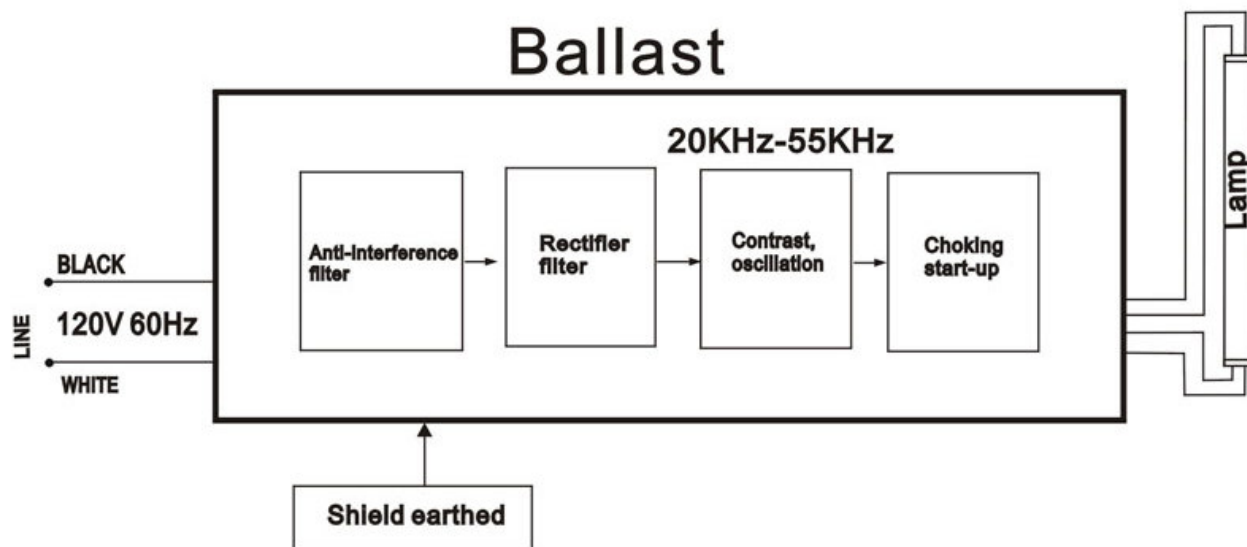 Ballast
20KHz-55KHz
Anti-interference
filter
Rectifier
filter
Contrast,
oscillation
Choking
start-up
Lamp
BLACK
LINE
120V 60Hz
WHITE
Shield earthed